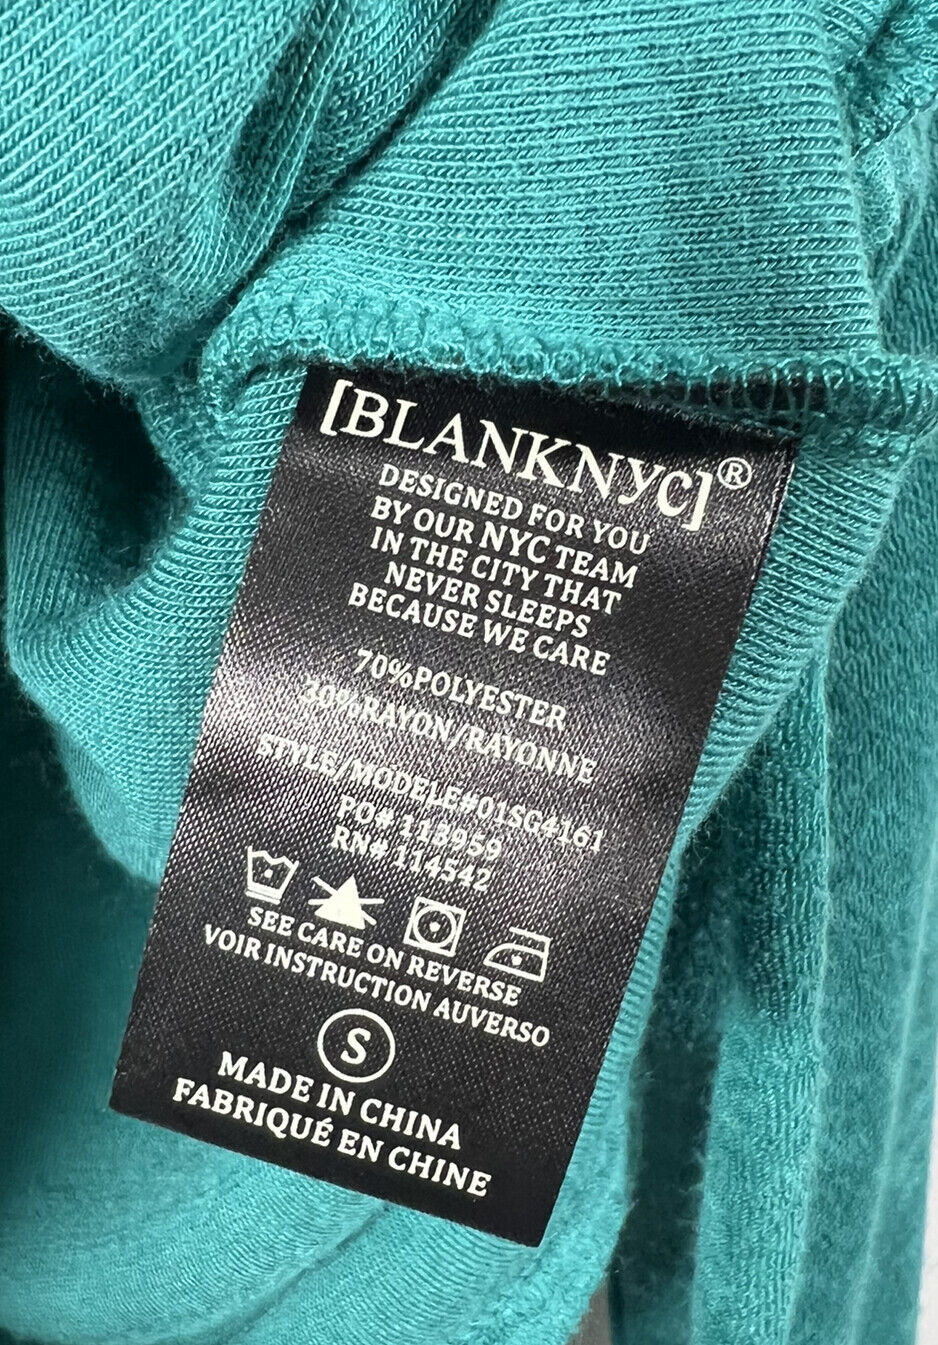 [BLANKNYC]®
DESIGNED FOR YOU
BY OUR NYC TEAM
IN THE CITY THAT
NEVER SLEEPS
BECAUSE WE CARE
70%POLYESTER
30%RAYON/RAYONNE
STYLE/MODELE#01SG4161
PO# 113959
RN# 114542
SEE CARE ON REVERSE
VOIR INSTRUCTION AUVERSO
S
MADE IN CHINA
FABRIQUÉ EN CHINE